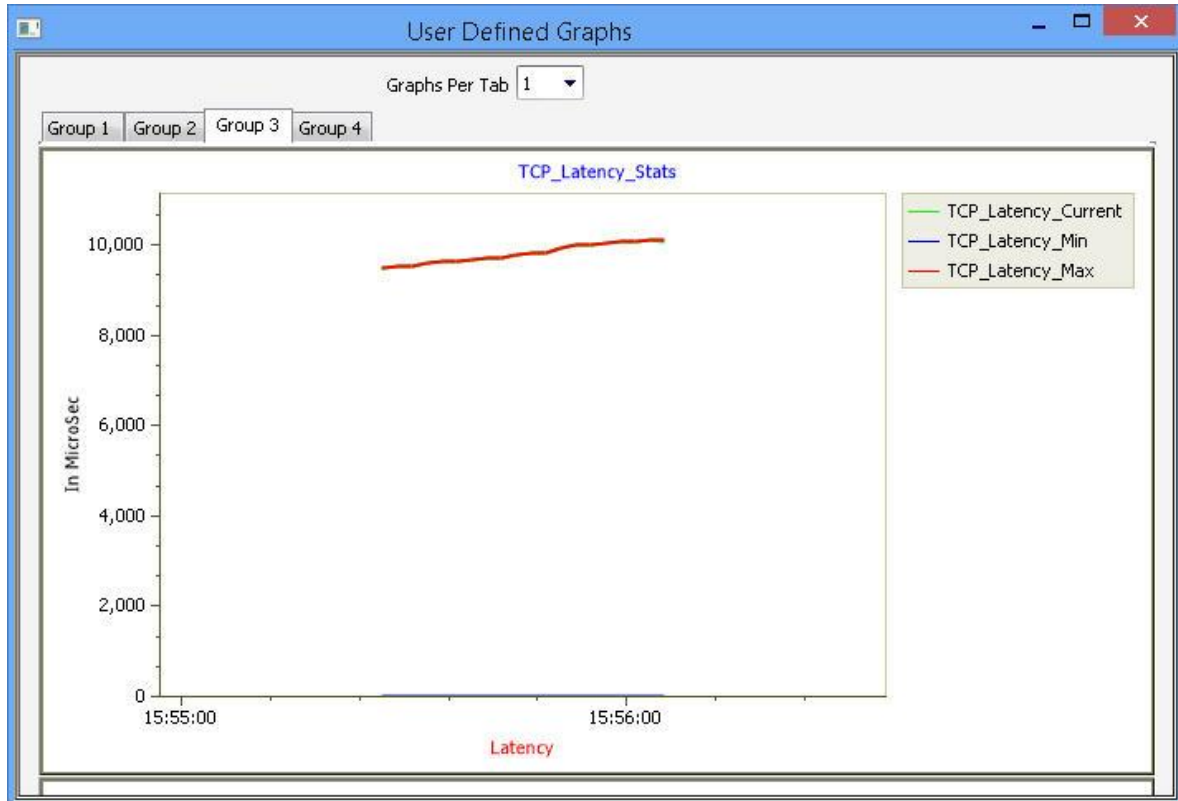 User Defined Graphs
Graphs Per Tab 1
Group 1 Group 2 Group 3 Group 4
TCP_Latency_Stats
TCP_Latency_Current
TCP_Latency_Min
TCP_Latency_Max
10,000
8,000
6,000
4,000
2,000
0
In MicroSec
15:55:00 15:56:00
Latency